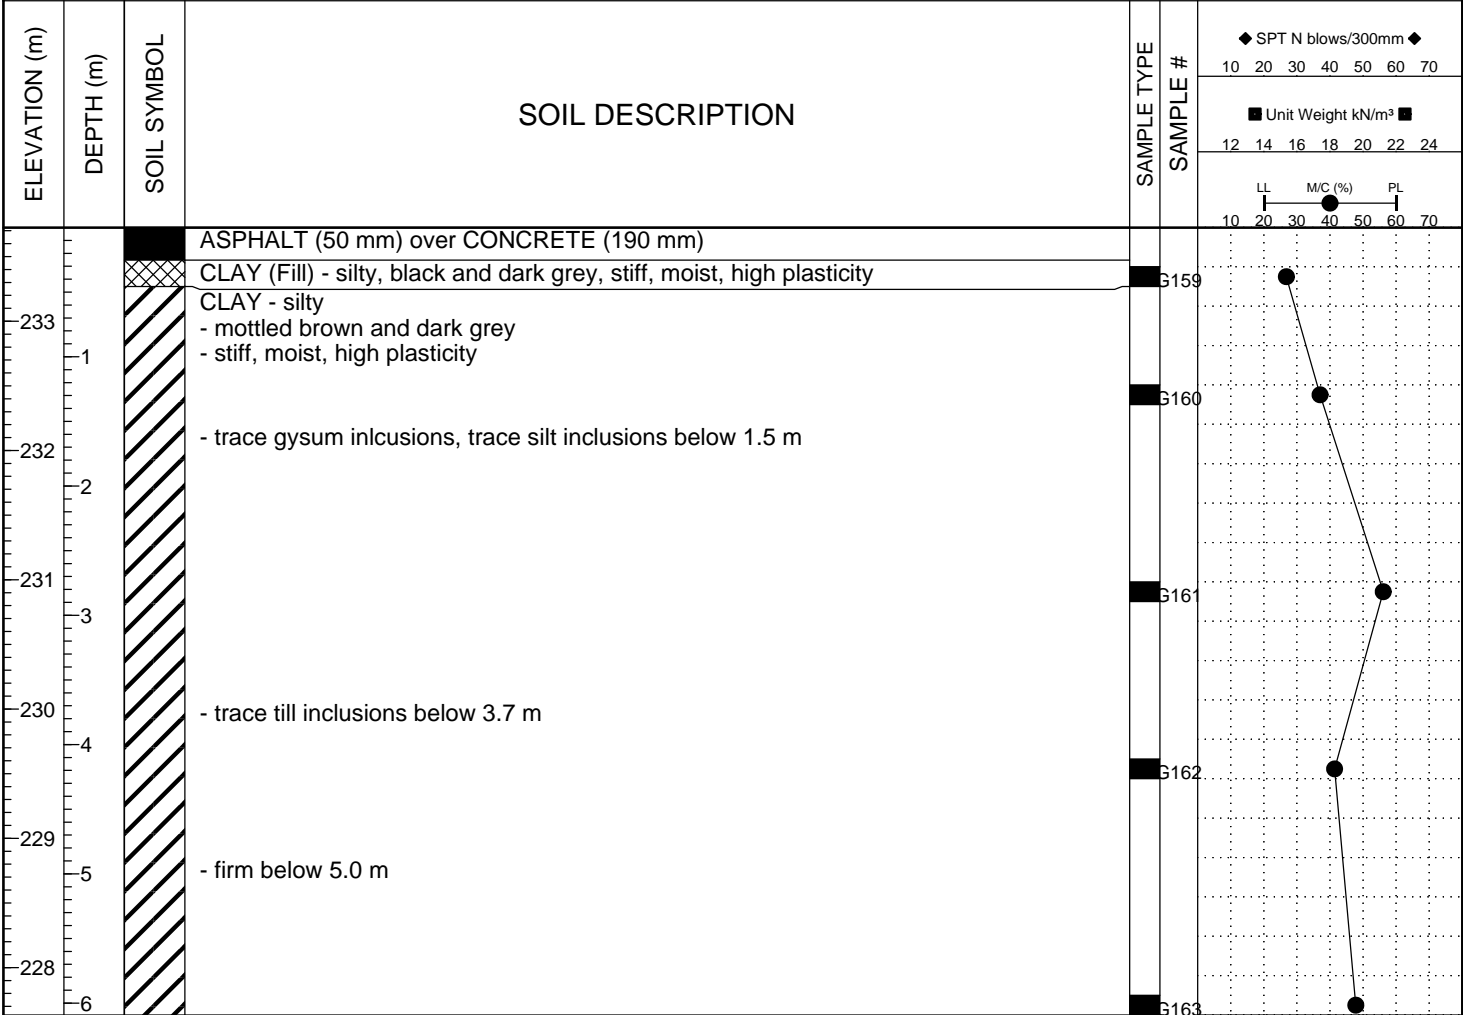 ELEVATION (m)
DEPTH (m)
SOIL SYMBOL
SOIL DESCRIPTION
SAMPLE TYPE
SAMPLE #
◆ SPT N blows/300mm ◆
10 20 30 40 50 60 70
■ Unit Weight kN/m³ ■
12 14 16 18 20 22 24
LL M/C (%) PL
10 20 30 40 50 60 70
ASPHALT (50 mm) over CONCRETE (190 mm)
CLAY (Fill) - silty, black and dark grey, stiff, moist, high plasticity
G159
CLAY - silty
233
- mottled brown and dark grey
1
- stiff, moist, high plasticity
G160
- trace gysum inlcusions, trace silt inclusions below 1.5 m
232
2
231
G161
3
230
- trace till inclusions below 3.7 m
4
G162
229
5
- firm below 5.0 m
228
6
G163